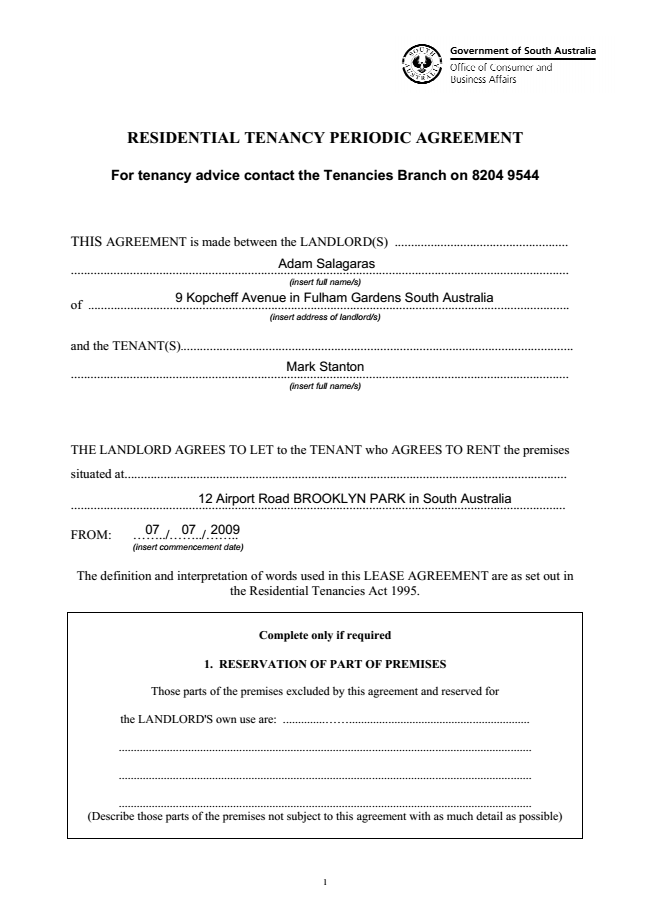 SOUTH AUSTRALIA
Government of South Australia
Office of Consumer and
Business Affairs
RESIDENTIAL TENANCY PERIODIC AGREEMENT
For tenancy advice contact the Tenancies Branch on 8204 9544
THIS AGREEMENT is made between the LANDLORD(S) ......................................................
Adam Salagaras
(insert full name/s)
of 9 Kopcheff Avenue in Fulham Gardens South Australia
(insert address of landlord/s)
and the TENANT(S)......................................................
Mark Stanton
(insert full name/s)
THE LANDLORD AGREES TO LET to the TENANT who AGREES TO RENT the premises
situated at......................................................
12 Airport Road BROOKLYN PARK in South Australia
FROM: 07 / 07 / 2009
(insert commencement date)
The definition and interpretation of words used in this LEASE AGREEMENT are as set out in
the Residential Tenancies Act 1995.
Complete only if required
1. RESERVATION OF PART OF PREMISES
Those parts of the premises excluded by this agreement and reserved for
the LANDLORD'S own use are: ......................................................
(Describe those parts of the premises not subject to this agreement with as much detail as possible)
1